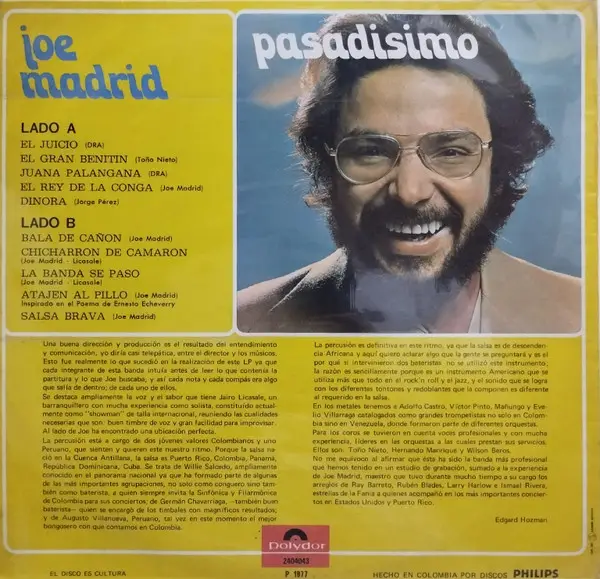 joe
madrid
pasadisimo
LADO A
EL JUICIO (DRA)
EL GRAN BENITIN (Toño Nieto)
JUANA PALANGANA (DRA)
EL REY DE LA CONGA (Joe Madrid)
DINORA (Jorge Pérez)
LADO B
BALA DE CAÑON (Joe Madrid)
CHICHARRON DE CAMARON
(Joe Madrid - Licasale)
LA BANDA SE PASO
(Joe Madrid - Licasale)
ATAJEN AL PILLO (Joe Madrid)
Inspirado en el Poema de Ernesto Echeverry
SALSA BRAVA (Joe Madrid)
Una buena dirección y producción es el resultado del entendimiento
y comunicación, yo diría casi telepática, entre el director y los músicos.
Esto fue realmente lo que sucedió en la realización de este LP ya que
cada integrante de esta banda intuía antes de leer lo que contenía la
partitura y lo que Joe buscaba, y así cada nota y cada compás era algo
que salía de adentro, de cada uno de ellos.
Se destaca ampliamente la voz y el sabor que tiene Jairo Licasale, un
barranquillero con mucha experiencia como solista, constituido actual-
mente como "showman" de talla internacional, reuniendo las cualidades
necesarias que son: buen timbre de voz y gran facilidad para improvisar.
Al lado de Joe ha encontrado una ubicación perfecta.
La percusión está a cargo de dos jóvenes valores Colombianos y uno
Peruano, que sienten y quieren este nuestro ritmo. Porque la salsa na-
ció en la Cuenca Antillana, la salsa es Puerto Rico, Colombia, Panamá,
República Dominicana, Cuba. Se trata de Willie Salcedo, ampliamente
conocido en el panorama nacional ya que ha formado parte de algunas
de las más importantes agrupaciones, no solo como conguero sino tam-
bién como baterista, a quien siempre invita la Sinfónica y Filarmónica
de Colombia para sus conciertos; de Germán Chavarriaga, —también buen
baterista— quien se encargó de los timbales con magníficos resultados;
y de Augusto Villanueva, Peruano, tal vez en este momento el mejor
bongosero con que contamos en Colombia.
La percusión es definitiva en este ritmo, ya que la salsa es de descenden-
cia Africana y aquí quiero aclarar algo que la gente se preguntará y es el
por qué si intervinieron dos bateristas no se utilizó este instrumento;
la razón es sencillamente porque es un instrumento Americano que se
utiliza más que todo en el rock'n roll y el jazz, y el sonido que se logra
con los diferentes tontones y redoblantes que la componen es diferente
al requerido en la salsa.
En los metales tenemos a Adolfo Castro, Víctor Pinto, Mañungo y Eve-
lio Villarraga catalogados como grandes trompetistas no sólo en Colom-
bia sino en Venezuela, donde formaron parte de diferentes orquestas.
Para los coros se tuvieron en cuenta voces profesionales y con mucha
experiencia, líderes en las orquestas a las cuales prestan sus servicios.
Ellos son: Toño Nieto, Hernando Manrique y Wilson Beros.
No me equivoco al afirmar que ésta ha sido la banda más profesional
que hemos tenido en un estudio de grabación, sumado a la experiencia
de Joe Madrid, maestro que tuvo durante mucho tiempo a su cargo los
arreglos de Ray Barreto, Rubén Blades, Larry Harlow e Ismael Rivera,
estrellas de la Fania a quienes acompañó en los más importantes concier-
tos en Estados Unidos y Puerto Rico.
Edgard Hozman
Polydor
2404043
EL DISCO ES CULTURA
P 1977
HECHO EN COLOMBIA POR DISCOS PHILIPS